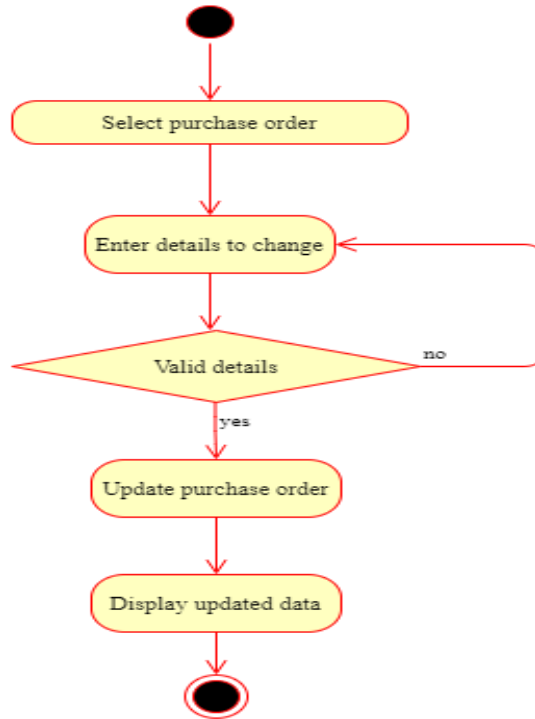 Select purchase order
Enter details to change
Valid details
no
yes
Update purchase order
Display updated data